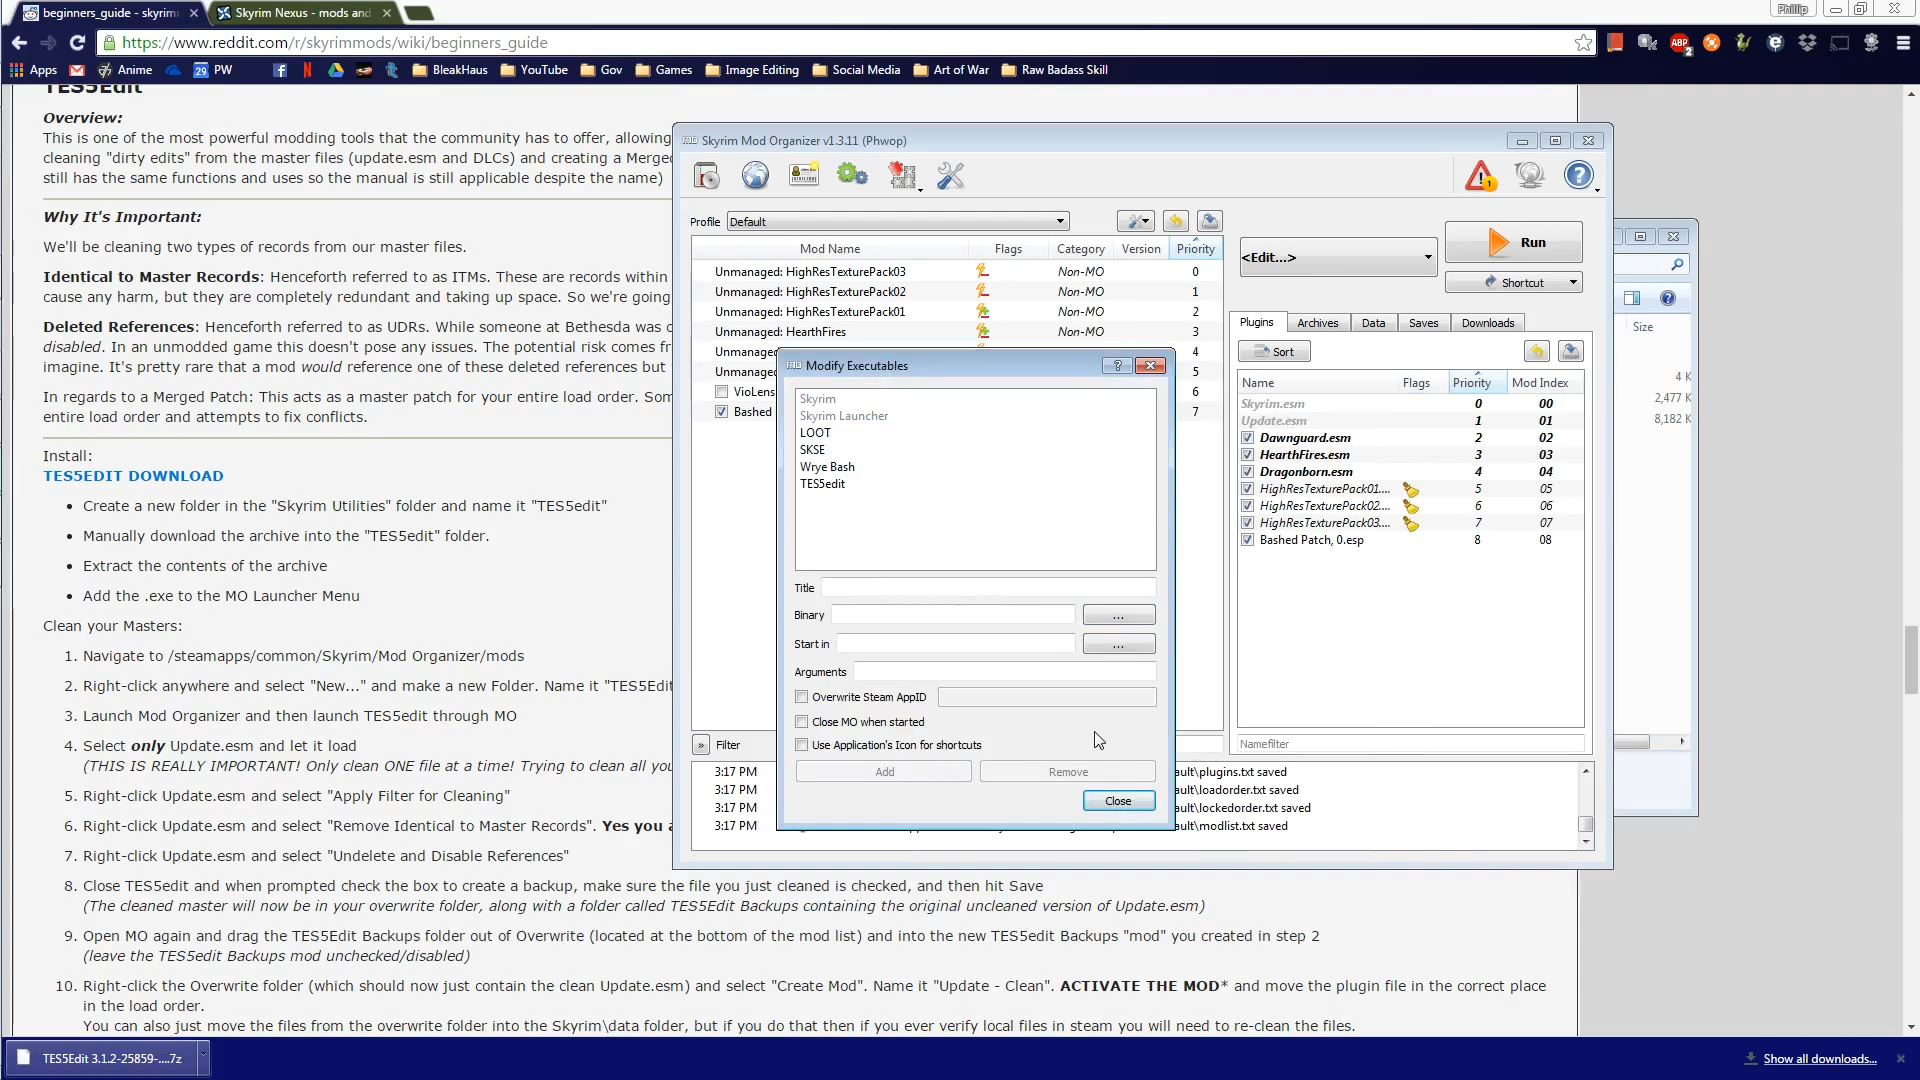 beginners_guide - skyrim
Skyrim Nexus - mods and
Phillip
https://www.reddit.com/r/skyrimmods/wiki/beginners_guide
Apps
Anime
29 PW
BleakHaus
YouTube
Gov
Games
Image Editing
Social Media
Art of War
Raw Badass Skill
TES5Edit
Overview:
This is one of the most powerful modding tools that the community has to offer, allowing
cleaning "dirty edits" from the master files (update.esm and DLCs) and creating a Merged
still has the same functions and uses so the manual is still applicable despite the name)
Why It's Important:
We'll be cleaning two types of records from our master files.
Identical to Master Records: Henceforth referred to as ITMs. These are records within
cause any harm, but they are completely redundant and taking up space. So we're going
Deleted References: Henceforth referred to as UDRs. While someone at Bethesda was c
disabled. In an unmodded game this doesn't pose any issues. The potential risk comes fr
imagine. It's pretty rare that a mod would reference one of these deleted references but
In regards to a Merged Patch: This acts as a master patch for your entire load order. Som
entire load order and attempts to fix conflicts.
Install:
TES5EDIT DOWNLOAD
• Create a new folder in the "Skyrim Utilities" folder and name it "TES5edit"
• Manually download the archive into the "TES5edit" folder.
• Extract the contents of the archive
• Add the .exe to the MO Launcher Menu
Clean your Masters:
1. Navigate to /steamapps/common/Skyrim/Mod Organizer/mods
2. Right-click anywhere and select "New..." and make a new Folder. Name it "TES5Edit
3. Launch Mod Organizer and then launch TES5edit through MO
4. Select only Update.esm and let it load
(THIS IS REALLY IMPORTANT! Only clean ONE file at a time! Trying to clean all you
5. Right-click Update.esm and select "Apply Filter for Cleaning"
6. Right-click Update.esm and select "Remove Identical to Master Records". Yes you a
7. Right-click Update.esm and select "Undelete and Disable References"
8. Close TES5edit and when prompted check the box to create a backup, make sure the file you just cleaned is checked, and then hit Save
(The cleaned master will now be in your overwrite folder, along with a folder called TES5Edit Backups containing the original uncleaned version of Update.esm)
9. Open MO again and drag the TES5Edit Backups folder out of Overwrite (located at the bottom of the mod list) and into the new TES5edit Backups "mod" you created in step 2
(leave the TES5edit Backups mod unchecked/disabled)
10. Right-click the Overwrite folder (which should now just contain the clean Update.esm) and select "Create Mod". Name it "Update - Clean". ACTIVATE THE MOD* and move the plugin file in the correct place
in the load order.
You can also just move the files from the overwrite folder into the Skyrim\data folder, but if you do that then if you ever verify local files in steam you will need to re-clean the files.
Skyrim Mod Organizer v1.3.11 (Phwop)
Profile Default
Mod Name Flags Category Version Priority
Unmanaged: HighResTexturePack03 Non-MO 0
Unmanaged: HighResTexturePack02 Non-MO 1
Unmanaged: HighResTexturePack01 Non-MO 2
Unmanaged: HearthFires Non-MO 3
Unmanaged 4
Unmanaged 5
VioLens 6
Bashed 7
» Filter
<Edit...>
Run
Shortcut
Plugins Archives Data Saves Downloads
Sort
Name Flags Priority Mod Index
Skyrim.esm 0 00
Update.esm 1 01
Dawnguard.esm 2 02
HearthFires.esm 3 03
Dragonborn.esm 4 04
HighResTexturePack01.... 5 05
HighResTexturePack02.... 6 06
HighResTexturePack03.... 7 07
Bashed Patch, 0.esp 8 08
Namefilter
3:17 PM ault\plugins.txt saved
3:17 PM ault\loadorder.txt saved
3:17 PM ault\lockedorder.txt saved
3:17 PM ault\modlist.txt saved
Modify Executables
Skyrim
Skyrim Launcher
LOOT
SKSE
Wrye Bash
TES5edit
Title
Binary ...
Start in ...
Arguments
Overwrite Steam AppID
Close MO when started
Use Application's Icon for shortcuts
Add Remove
Close
Size
4 K
2,477 K
8,182 K
TES5Edit 3.1.2-25859-....7z
Show all downloads...